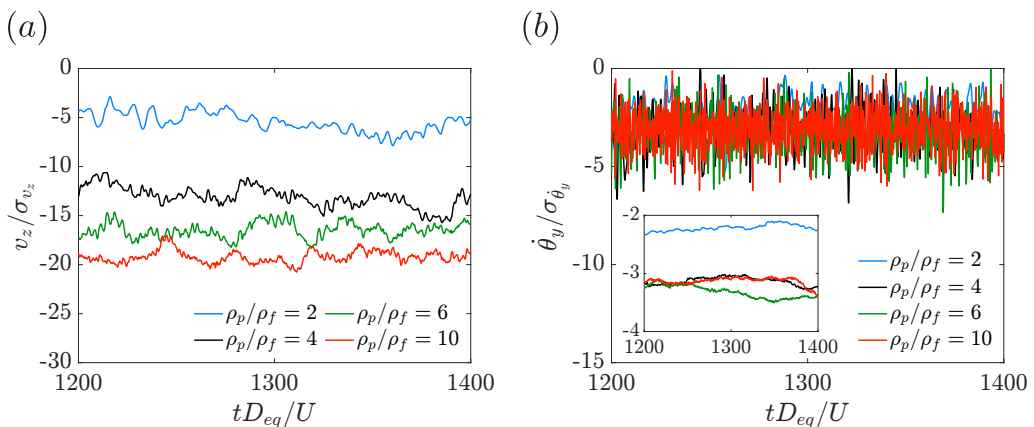 (a)
0
-5
-10
-15
-20
-25
-30
v_z/σ_{v_z}
ρ_p/ρ_f = 2
ρ_p/ρ_f = 6
ρ_p/ρ_f = 4
ρ_p/ρ_f = 10
1200
1300
1400
tD_{eq}/U
(b)
0
-5
-10
-15
θ̇_y/σ_{θ̇_y}
-2
-3
-4
1200
1300
1400
ρ_p/ρ_f = 2
ρ_p/ρ_f = 4
ρ_p/ρ_f = 6
ρ_p/ρ_f = 10
1200
1300
1400
tD_{eq}/U